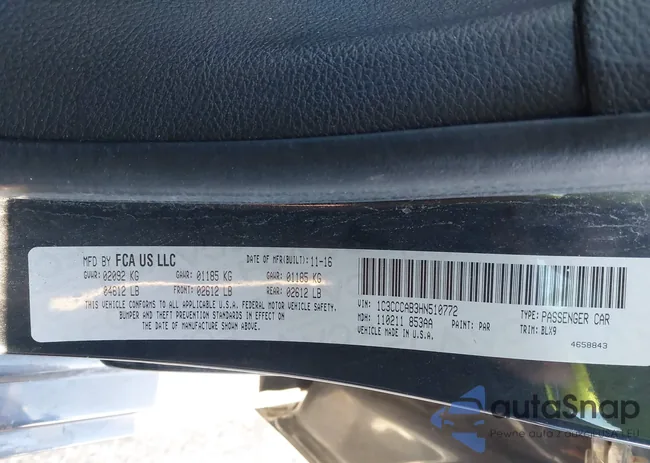 MFD BY FCA US LLC DATE OF MFR(BUILT): 11-16
GVWR: 02092 KG GAWR 01185 KG GAWR 01185 KG
04612 LB FRONT: 02612 LB REAR: 02612 LB
THIS VEHICLE CONFORMS TO ALL APPLICABLE U.S.A. FEDERAL MOTOR VEHICLE SAFETY,
BUMPER AND THEFT PREVENTION STANDARDS IN EFFECT ON
THE DATE OF MANUFACTURE SHOWN ABOVE.
VIN: 1C3CCCAB3HN510772 TYPE: PASSENGER CAR
MDH: 110211 853AA PAINT: PAR TRIM: BLX9
VEHICLE MADE IN U.S.A. 4658843
autoSnap